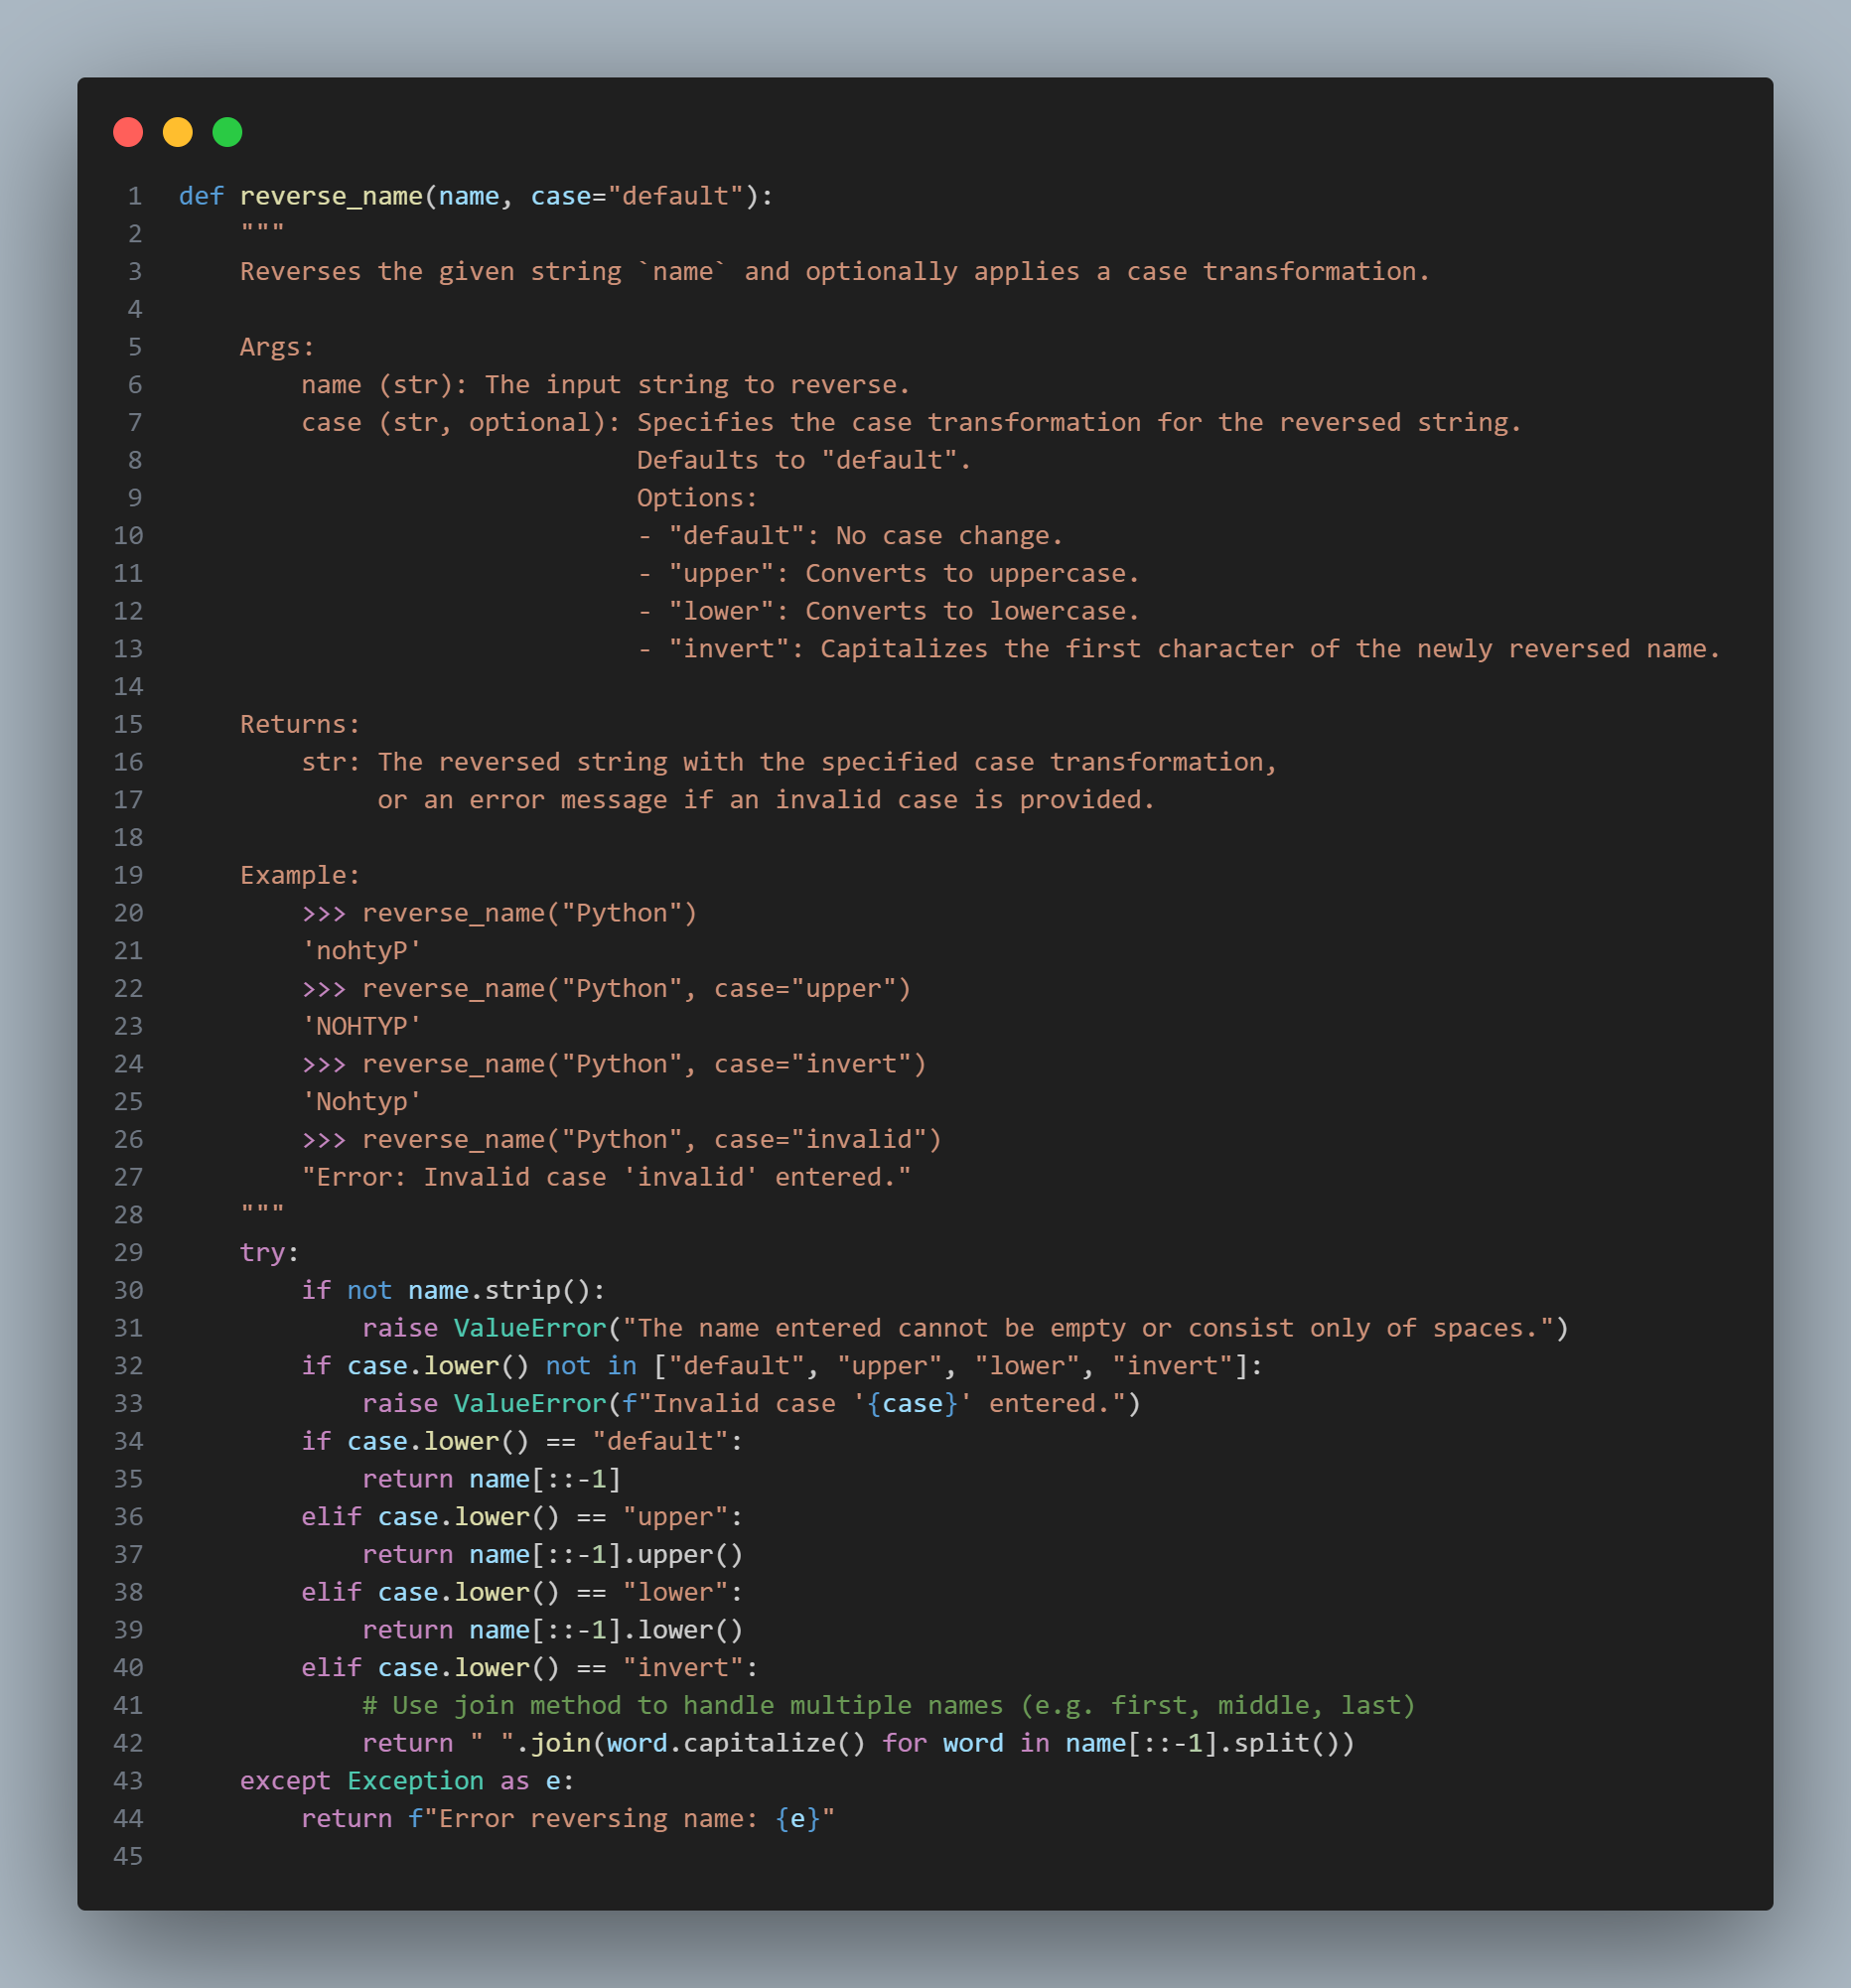 1 def reverse_name(name, case="default"):
2     """
3     Reverses the given string `name` and optionally applies a case transformation.
4
5     Args:
6         name (str): The input string to reverse.
7         case (str, optional): Specifies the case transformation for the reversed string.
8                               Defaults to "default".
9                               Options:
10                               - "default": No case change.
11                               - "upper": Converts to uppercase.
12                               - "lower": Converts to lowercase.
13                               - "invert": Capitalizes the first character of the newly reversed name.
14
15     Returns:
16         str: The reversed string with the specified case transformation,
17              or an error message if an invalid case is provided.
18
19     Example:
20         >>> reverse_name("Python")
21         'nohtyP'
22         >>> reverse_name("Python", case="upper")
23         'NOHTYP'
24         >>> reverse_name("Python", case="invert")
25         'Nohtyp'
26         >>> reverse_name("Python", case="invalid")
27         "Error: Invalid case 'invalid' entered."
28     """
29     try:
30         if not name.strip():
31             raise ValueError("The name entered cannot be empty or consist only of spaces.")
32         if case.lower() not in ["default", "upper", "lower", "invert"]:
33             raise ValueError(f"Invalid case '{case}' entered.")
34         if case.lower() == "default":
35             return name[::-1]
36         elif case.lower() == "upper":
37             return name[::-1].upper()
38         elif case.lower() == "lower":
39             return name[::-1].lower()
40         elif case.lower() == "invert":
41             # Use join method to handle multiple names (e.g. first, middle, last)
42             return " ".join(word.capitalize() for word in name[::-1].split())
43     except Exception as e:
44         return f"Error reversing name: {e}"
45